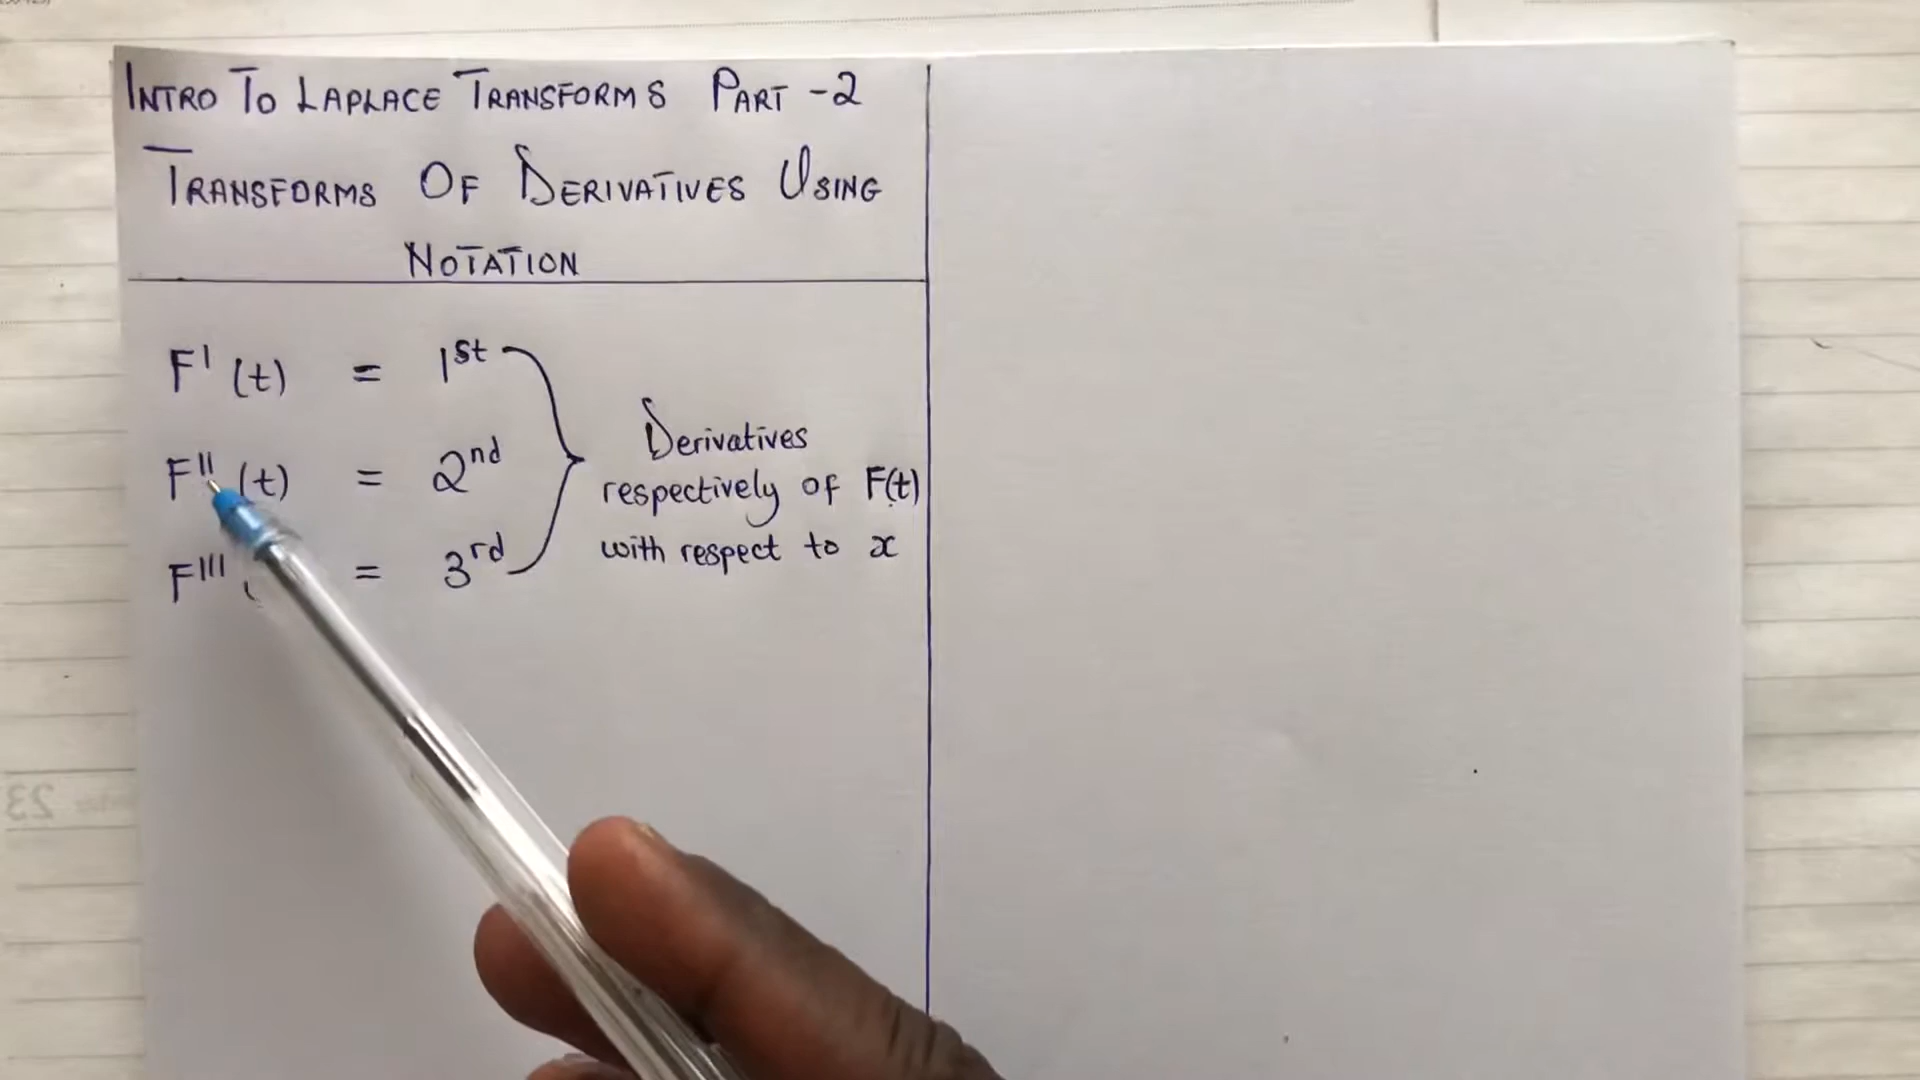 INTRO TO LAPLACE TRANSFORMS PART -2
TRANSFORMS OF DERIVATIVES USING
NOTATION
F' (t) = 1st
F'' (t) = 2nd
F''' ( = 3rd
Derivatives
respectively of F(t)
with respect to x
23